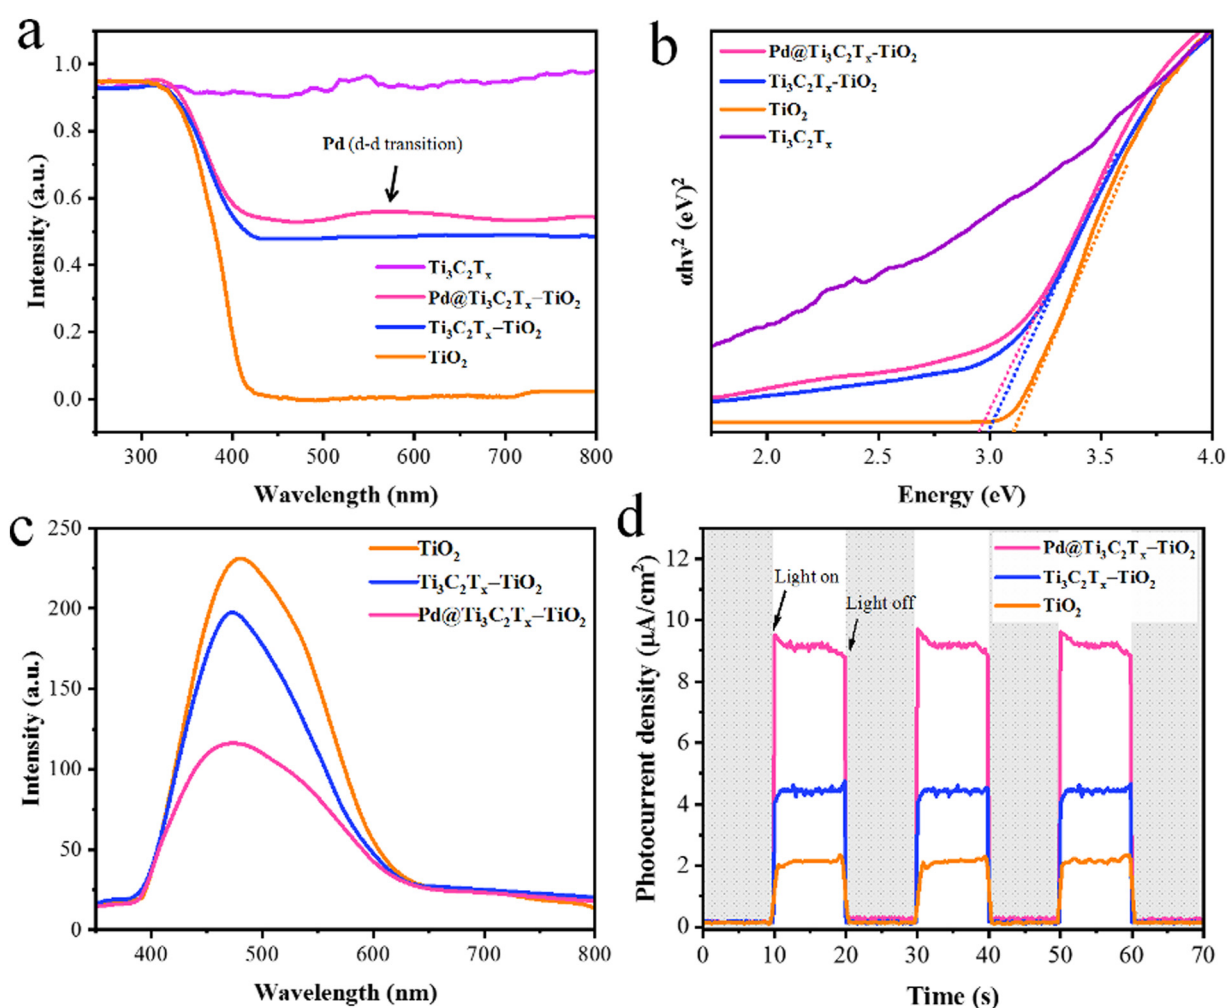 a
1.0
0.8
0.6
0.4
0.2
0.0
Intensity (a.u.)
Pd (d-d transition)
Ti₃C₂Tₓ
Pd@Ti₃C₂Tₓ–TiO₂
Ti₃C₂Tₓ–TiO₂
TiO₂
300 400 500 600 700 800
Wavelength (nm)
b
αhv² (eV)²
Pd@Ti₃C₂Tₓ-TiO₂
Ti₃C₂Tₓ-TiO₂
TiO₂
Ti₃C₂Tₓ
2.0 2.5 3.0 3.5 4.0
Energy (eV)
c
250
200
150
100
50
0
Intensity (a.u.)
TiO₂
Ti₃C₂Tₓ–TiO₂
Pd@Ti₃C₂Tₓ–TiO₂
400 500 600 700 800
Wavelength (nm)
d
12
10
8
6
4
2
0
Photocurrent density (µA/cm²)
Pd@Ti₃C₂Tₓ–TiO₂
Ti₃C₂Tₓ–TiO₂
TiO₂
Light on
Light off
0 10 20 30 40 50 60 70
Time (s)